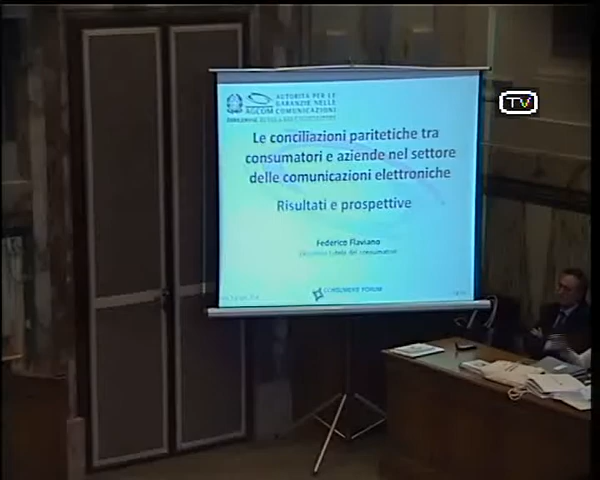 AUTORITÀ PER LE
GARANZIE NELLE
AGCOM COMUNICAZIONI
TV
Le conciliazioni paritetiche tra
consumatori e aziende nel settore
delle comunicazioni elettroniche
Risultati e prospettive
Federico Flaviano
CONSUMERS' FORUM